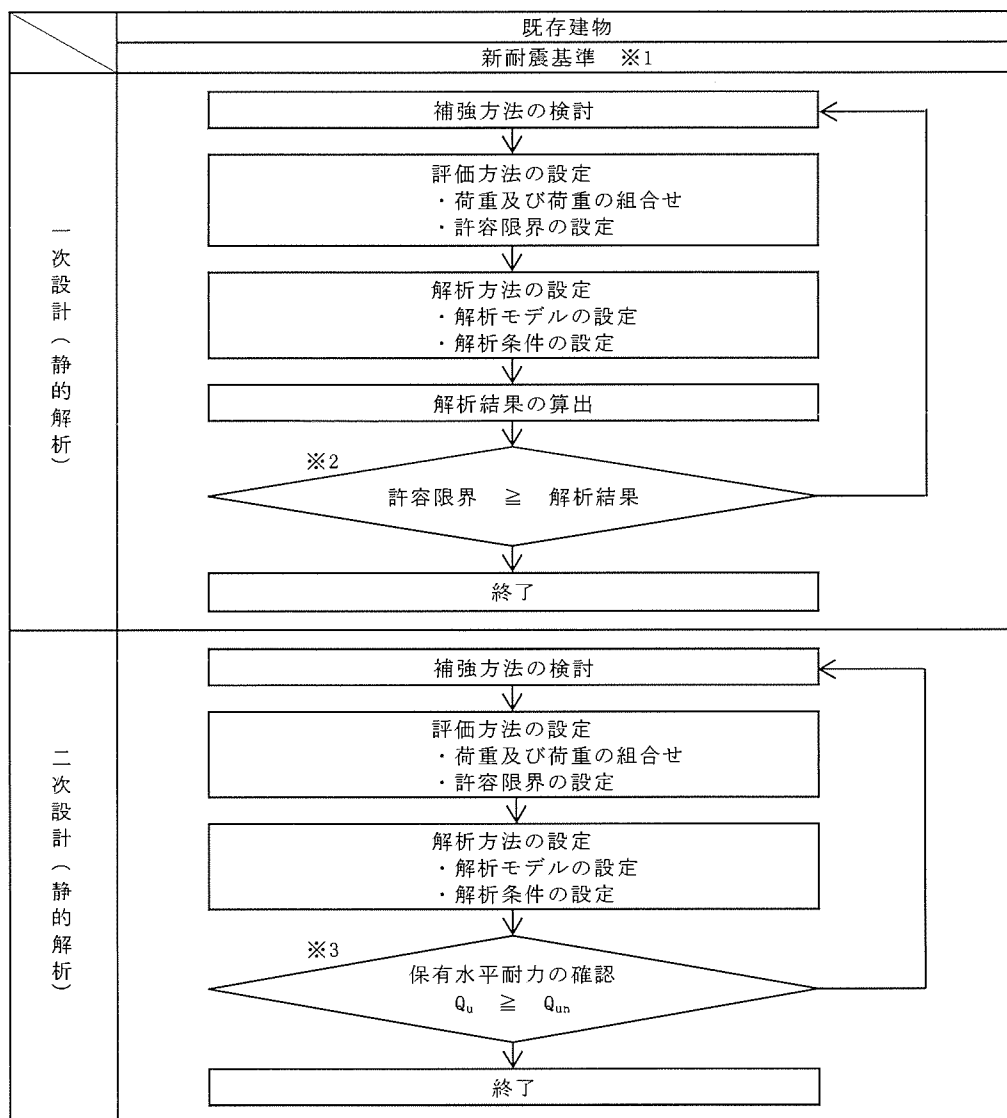 既存建物
新耐震基準 ※1
一次設計(静的解析)
補強方法の検討
評価方法の設定
・荷重及び荷重の組合せ
・許容限界の設定
解析方法の設定
・解析モデルの設定
・解析条件の設定
解析結果の算出
※2
許容限界 ≧ 解析結果
終了
二次設計(静的解析)
補強方法の検討
評価方法の設定
・荷重及び荷重の組合せ
・許容限界の設定
解析方法の設定
・解析モデルの設定
・解析条件の設定
※3
保有水平耐力の確認
Qu ≧ Qun
終了